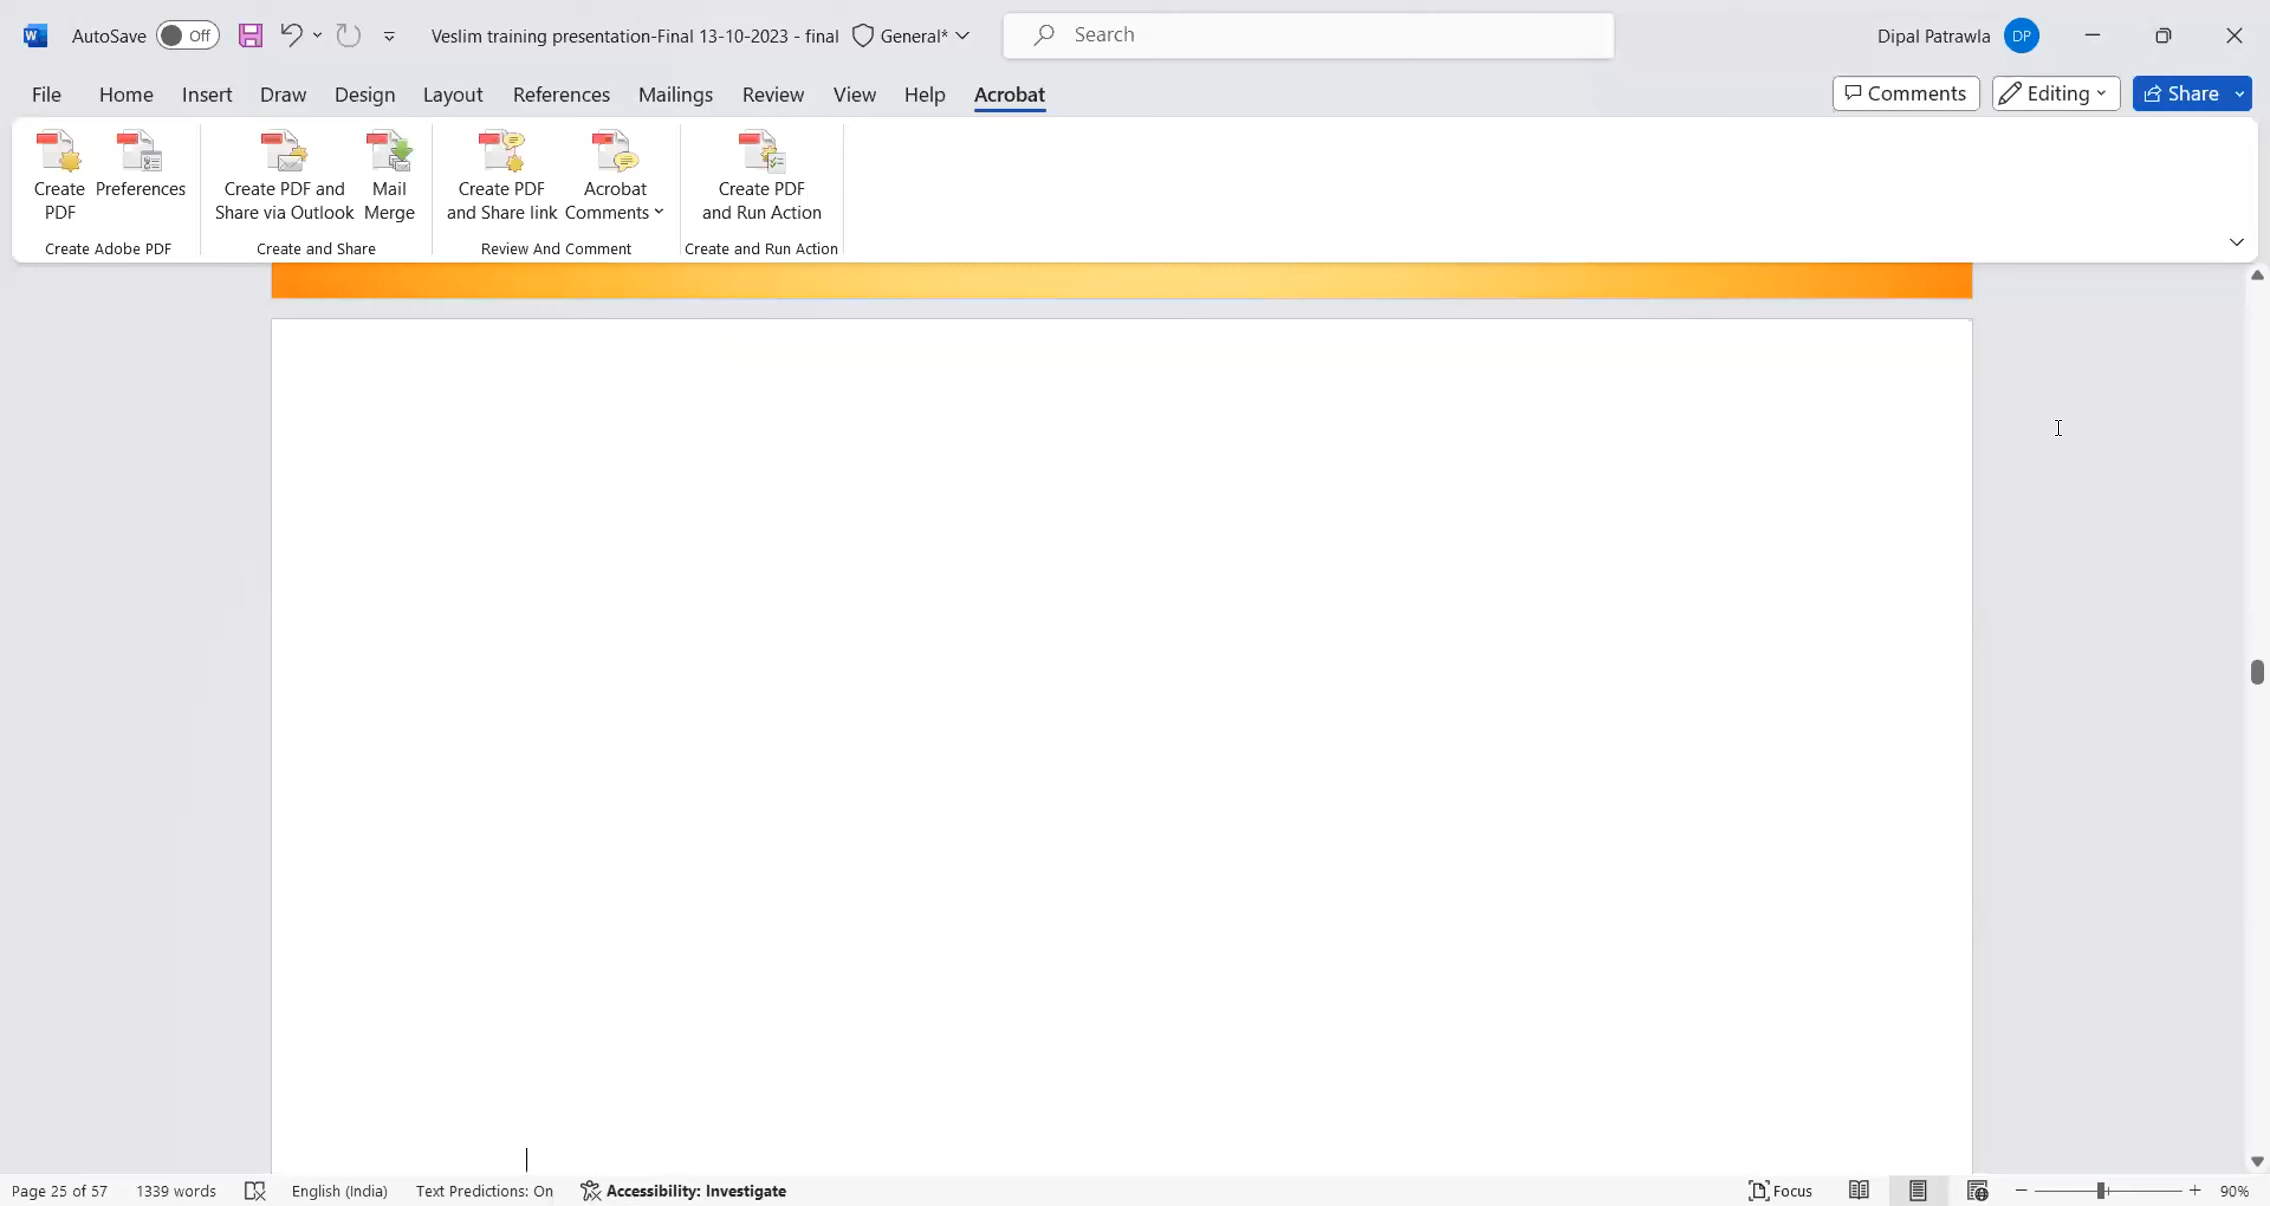 W AutoSave Off Veslim training presentation-Final 13-10-2023 - final General* Search Dipal Patrawla DP
File Home Insert Draw Design Layout References Mailings Review View Help Acrobat Comments Editing Share
Create PDF
Preferences
Create PDF and Share via Outlook
Mail Merge
Create PDF and Share link
Acrobat Comments
Create PDF and Run Action
Create Adobe PDF Create and Share Review And Comment Create and Run Action
Page 25 of 57 1339 words English (India) Text Predictions: On Accessibility: Investigate Focus 90%